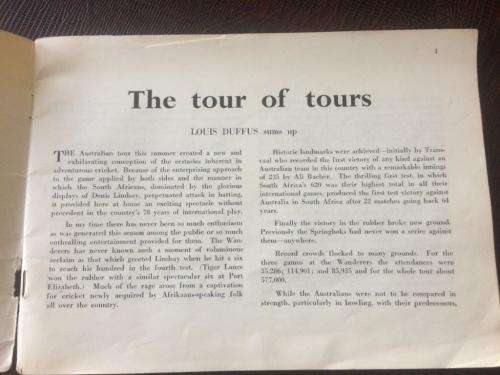 1
The tour of tours
LOUIS DUFFUS sums up
THE Australian tour this summer created a new and
exhilarating conception of the ecstacies inherent in
adventurous cricket. Because of the enterprising approach
to the game applied by both sides and the manner in
which the South Africans, dominated by the glorious
displays of Denis Lindsay, perpetuated attack in batting,
it provided here at home an exciting spectacle without
precedent in the country's 78 years of international play.
In my time there has never been so much enthusiasm
as was generated this season among the public or so much
enthralling entertainment provided for them. The Wan-
derers has never known such a moment of voluminous
acclaim as that which greeted Lindsay when he hit a six
to reach his hundred in the fourth test. (Tiger Lance
won the rubber with a similar spectacular six at Port
Elizabeth.) Much of the rage arose from a captivation
for cricket newly acquired by Afrikaans-speaking folk
all over the country.
Historic landmarks were achieved—initially by Trans-
vaal who recorded the first victory of any kind against an
Australian team in this country with a remarkable innings
of 235 by Ali Bacher. The thrilling first test, in which
South Africa's 620 was their highest total in all their
international games, produced the first test victory against
Australia in South Africa after 22 matches going back 64
years.
Finally the victory in the rubber broke new ground.
Previously the Springboks had never won a series against
them—anywhere.
Record crowds flocked to many grounds. For the
three games at the Wanderers the attendances were
55,286; 114,961; and 85,935 and for the whole tour about
577,000.
While the Australians were not to be compared in
strength, particularly in bowling, with their predecessors,